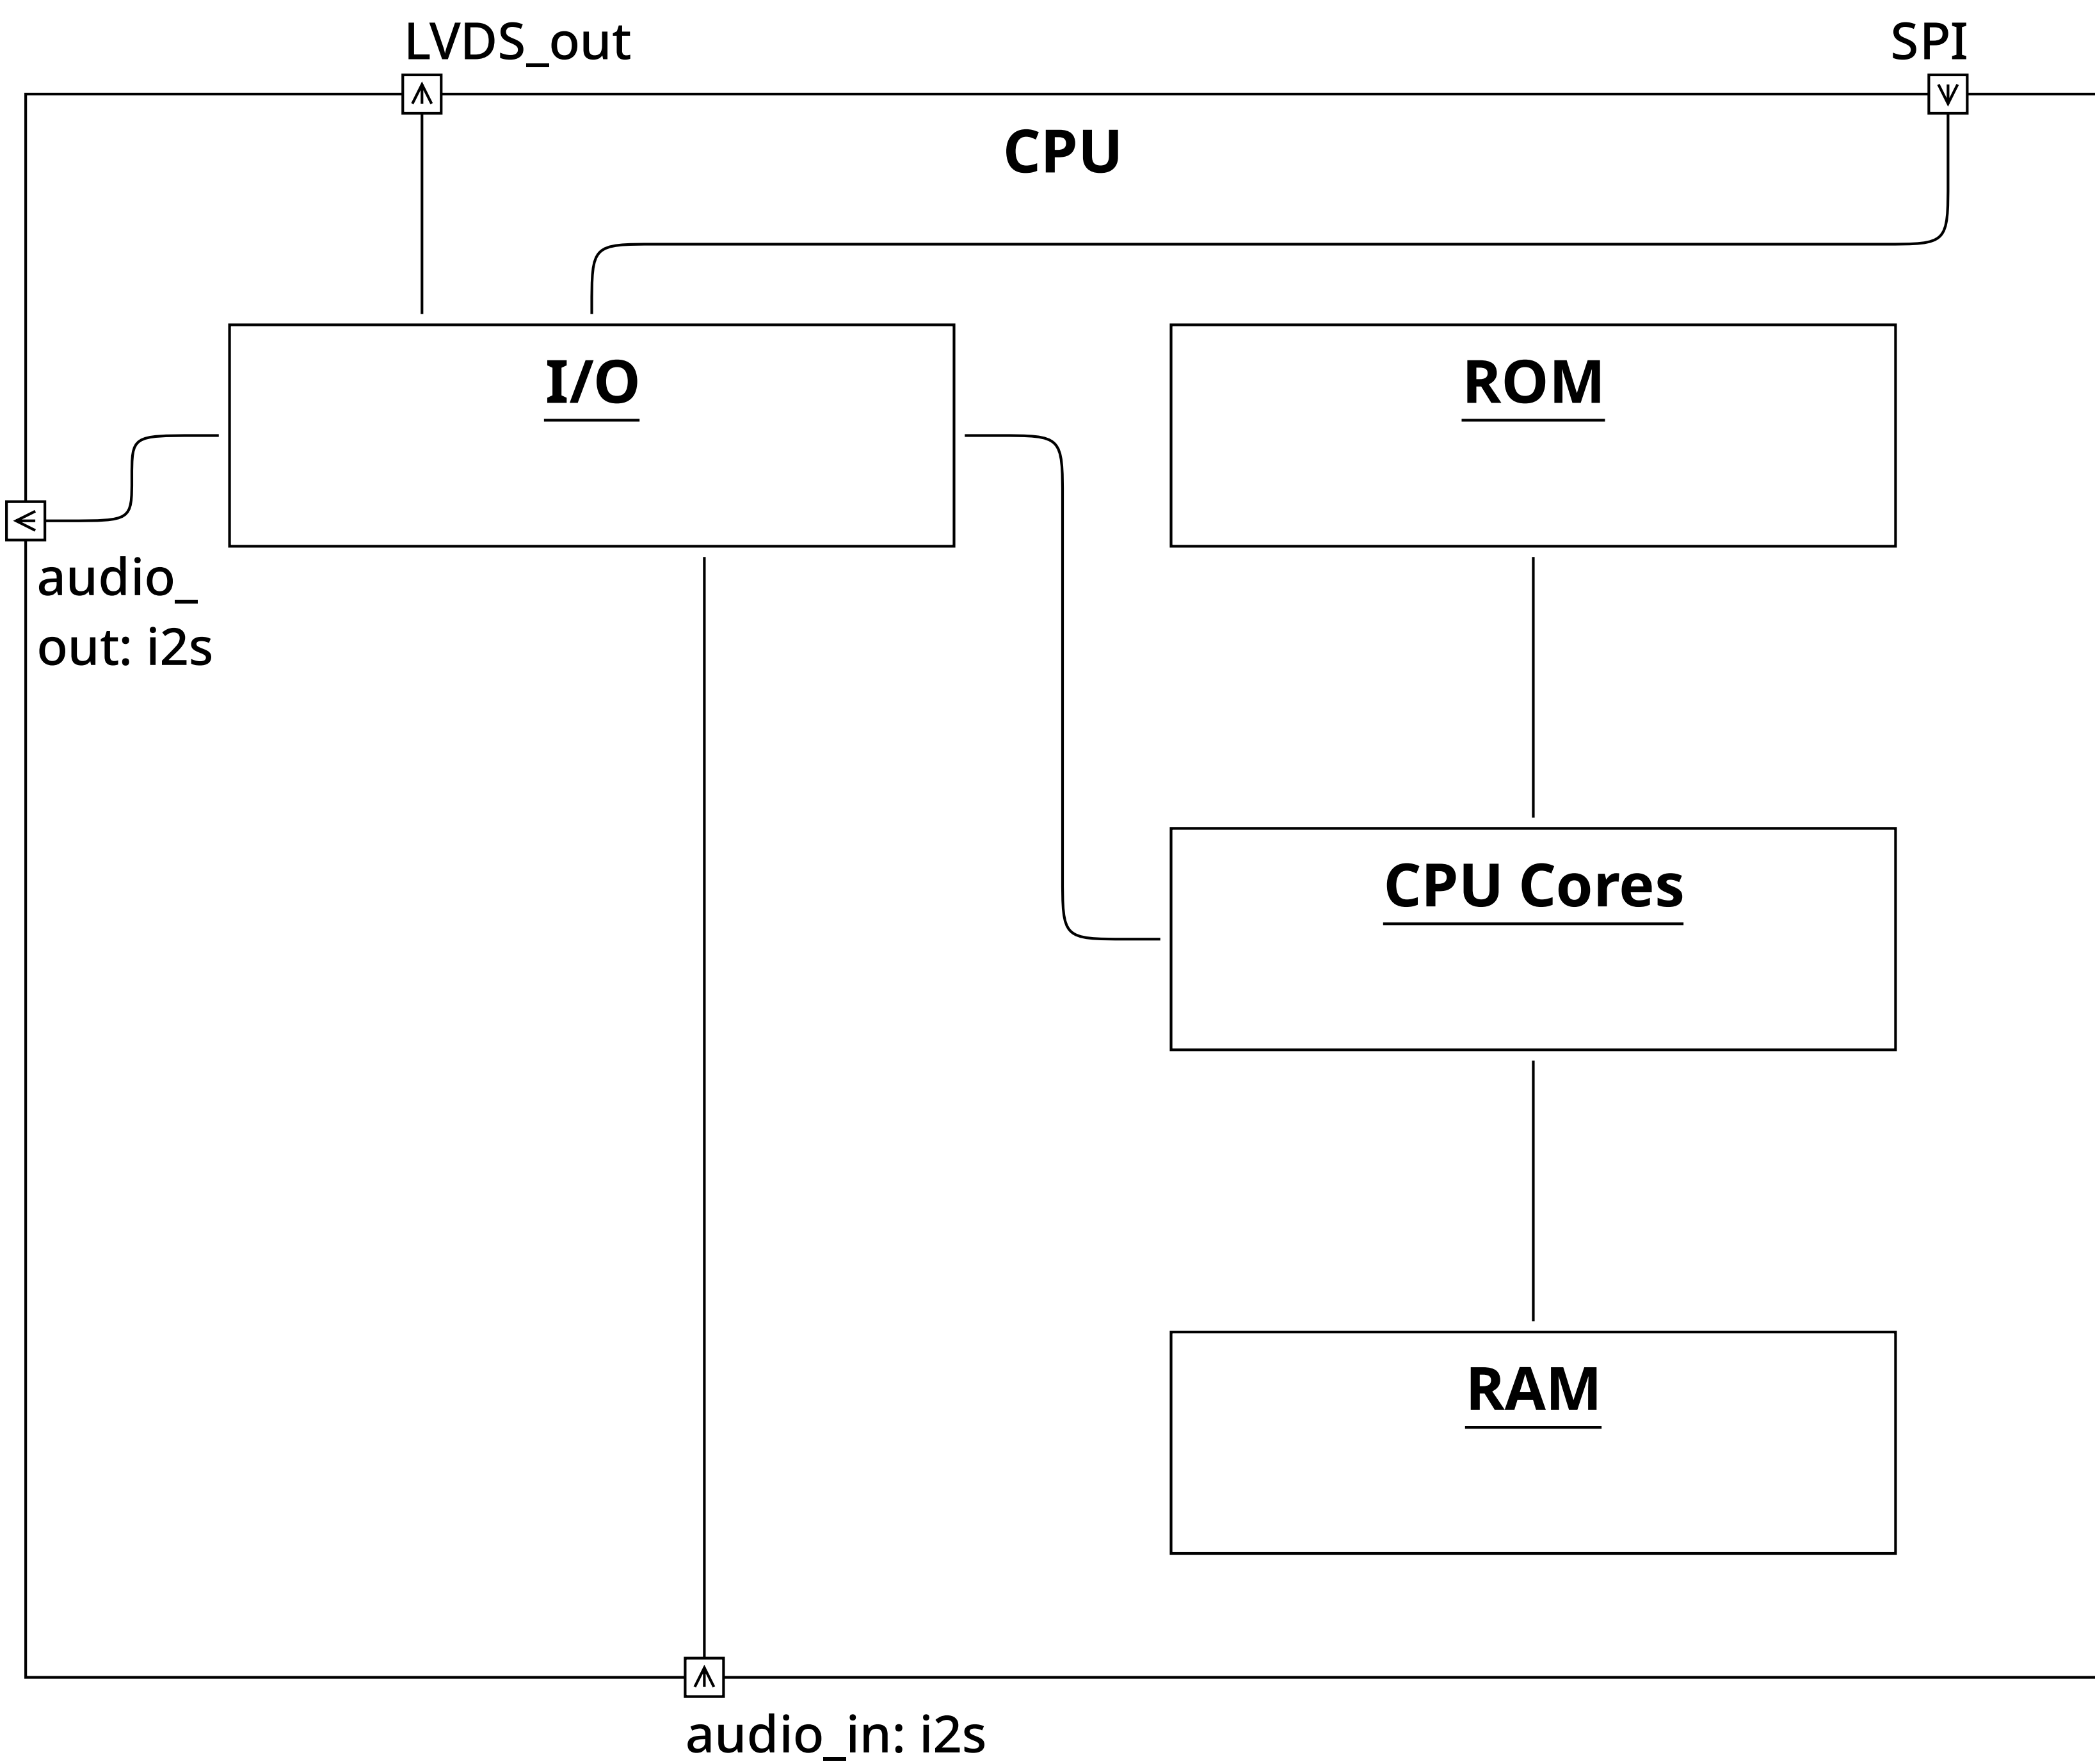 LVDS_out
SPI
CPU
I/O
ROM
audio_
out: i2s
CPU Cores
RAM
audio_in: i2s